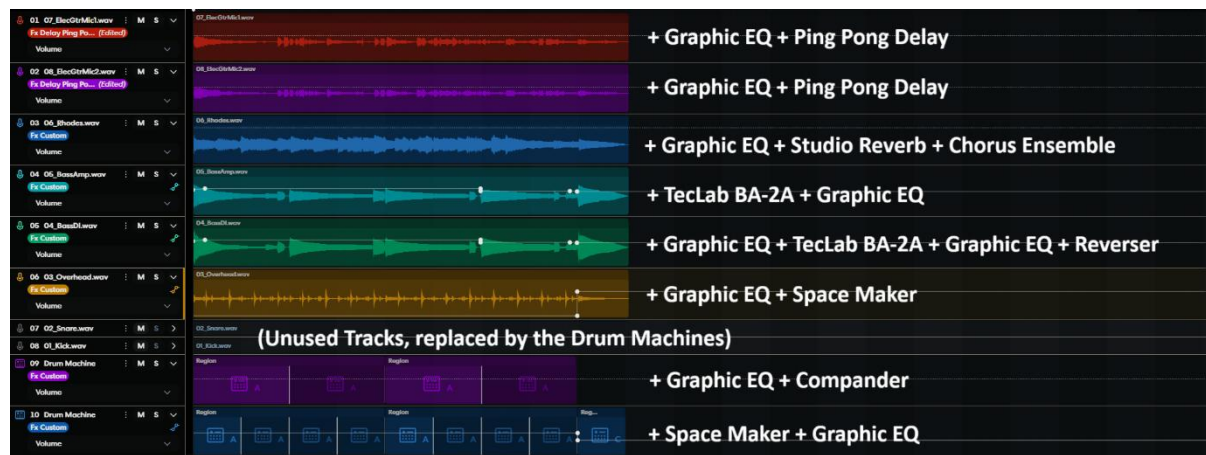 01 07_ElecGtrMic1.wav M S 07_ElecGtrMic1.wav
Fx Delay Ping Po... (Edited) + Graphic EQ + Ping Pong Delay
Volume
02 08_ElecGtrMic2.wav M S 08_ElecGtrMic2.wav
Fx Delay Ping Po... (Edited) + Graphic EQ + Ping Pong Delay
Volume
03 06_Rhodes.wav M S 06_Rhodes.wav
Fx Custom + Graphic EQ + Studio Reverb + Chorus Ensemble
Volume
04 05_BassAmp.wav M S 05_BassAmp.wav
Fx Custom + TecLab BA-2A + Graphic EQ
Volume
05 04_BassDI.wav M S 04_BassDI.wav
Fx Custom + Graphic EQ + TecLab BA-2A + Graphic EQ + Reverser
Volume
06 03_Overhead.wav M S 03_Overhead.wav
Fx Custom + Graphic EQ + Space Maker
Volume
07 02_Snare.wav M S 02_Snare.wav
(Unused Tracks, replaced by the Drum Machines)
08 01_Kick.wav M S 01_Kick.wav
09 Drum Machine M S Region Region
Fx Custom A A A A + Graphic EQ + Compander
Volume
10 Drum Machine M S Region Region Reg...
Fx Custom A A A A A A A A C + Space Maker + Graphic EQ
Volume